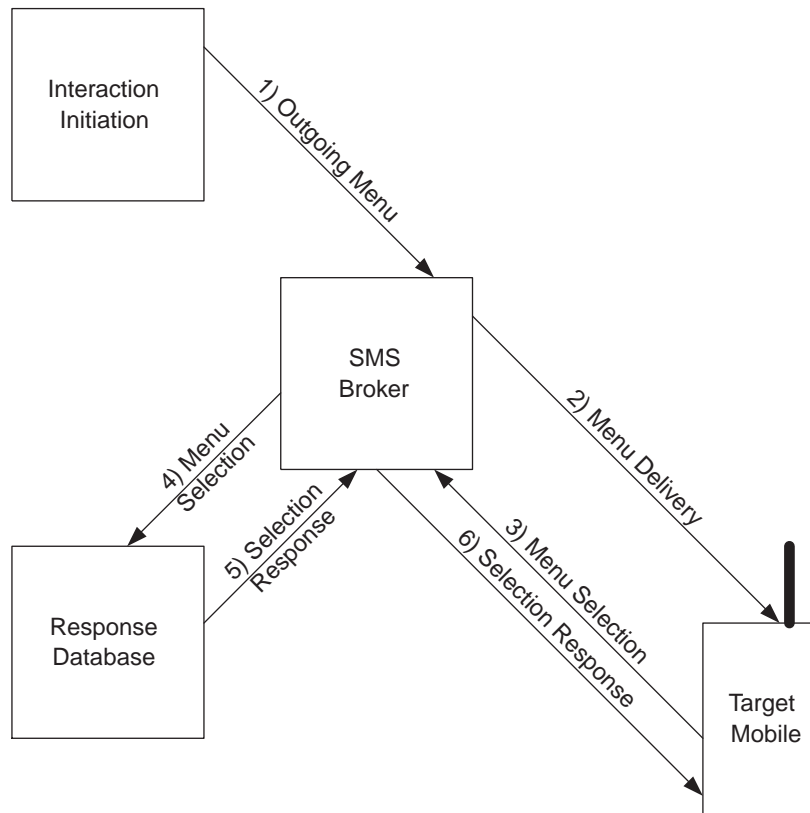 Interaction
Initiation
1) Outgoing Menu
SMS
Broker
2) Menu Delivery
4) Menu
Selection
5) Selection
Response
3) Menu Selection
6) Selection Response
Response
Database
Target
Mobile